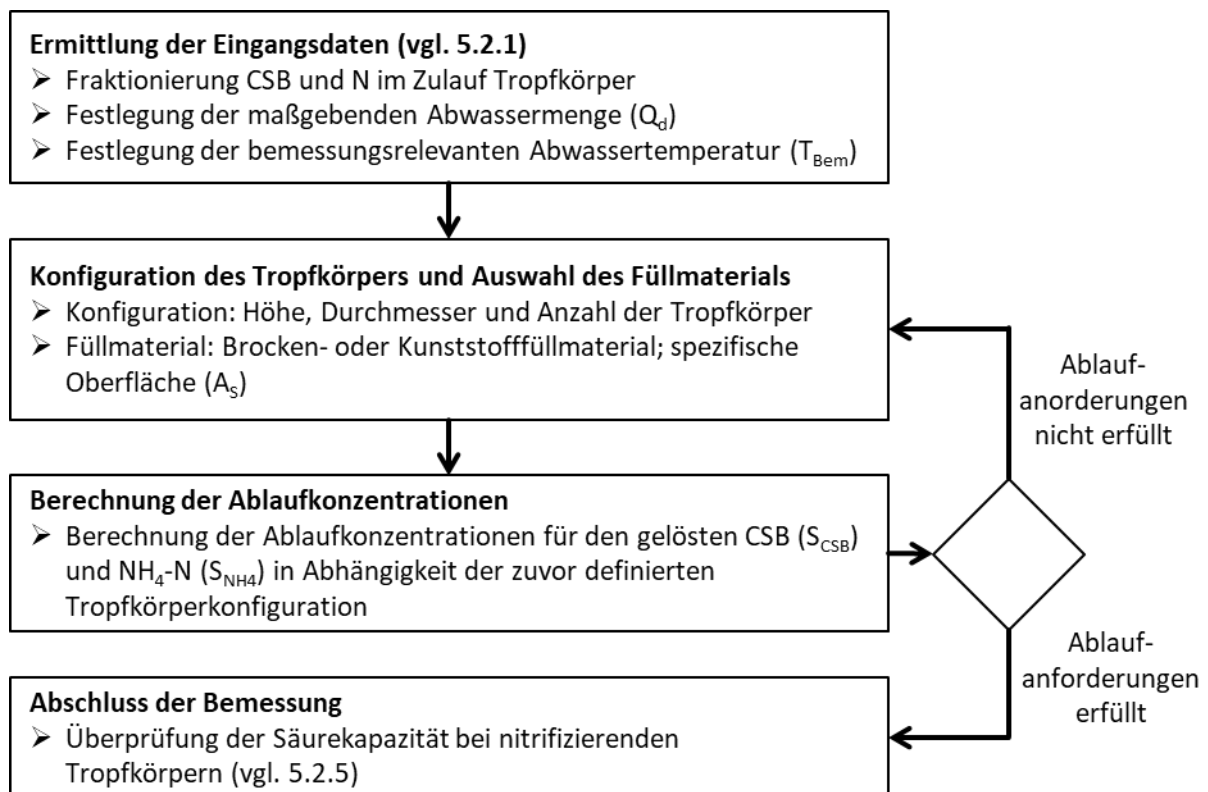 Ermittlung der Eingangsdaten (vgl. 5.2.1)
➤ Fraktionierung CSB und N im Zulauf Tropfkörper
➤ Festlegung der maßgebenden Abwassermenge (Qd)
➤ Festlegung der bemessungsrelevanten Abwassertemperatur (TBem)
Konfiguration des Tropfkörpers und Auswahl des Füllmaterials
➤ Konfiguration: Höhe, Durchmesser und Anzahl der Tropfkörper
➤ Füllmaterial: Brocken- oder Kunststofffüllmaterial; spezifische
Oberfläche (AS)
Ablauf-
anorderungen
nicht erfüllt
Berechnung der Ablaufkonzentrationen
➤ Berechnung der Ablaufkonzentrationen für den gelösten CSB (SCSB)
und NH4-N (SNH4) in Abhängigkeit der zuvor definierten
Tropfkörperkonfiguration
Ablauf-
anforderungen
erfüllt
Abschluss der Bemessung
➤ Überprüfung der Säurekapazität bei nitrifizierenden
Tropfkörpern (vgl. 5.2.5)